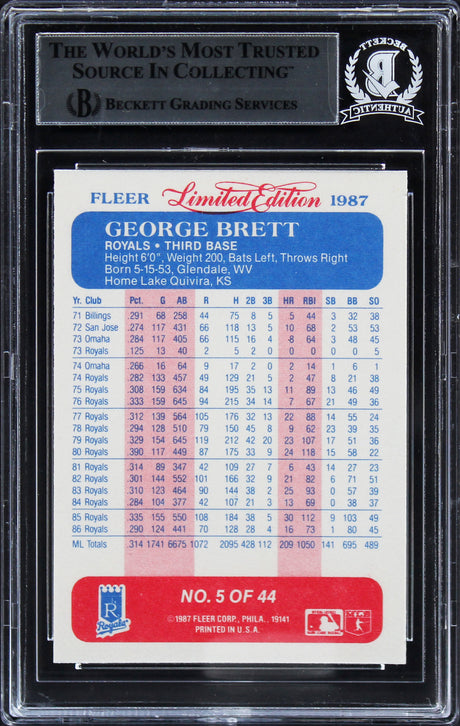 THE WORLD'S MOST TRUSTED
SOURCE IN COLLECTING™
B BECKETT GRADING SERVICES
BECKETT
B
AUTHENTIC
FLEER Limited Edition 1987
GEORGE BRETT
ROYALS • THIRD BASE
Height 6'0", Weight 200, Bats Left, Throws Right
Born 5-15-53, Glendale, WV
Home Lake Quivira, KS
Yr. Club Pct. G AB R H 2B 3B HR RBI SB BB SO
71 Billings .291 68 258 44 75 8 5 5 44 3 32 38
72 San Jose .274 117 431 66 118 13 5 10 68 2 53 53
73 Omaha .284 117 405 66 115 16 4 8 64 3 48 45
73 Royals .125 13 40 2 5 2 0 0 0 0 0 5
74 Omaha .266 16 64 9 17 2 0 2 14 1 6 1
74 Royals .282 133 457 49 129 21 5 2 47 8 21 38
75 Royals .308 159 634 84 195 35 13 11 89 13 46 49
76 Royals .333 159 645 94 215 34 14 7 67 21 49 36
77 Royals .312 139 564 105 176 32 13 22 88 14 55 24
78 Royals .294 128 510 79 150 45 8 9 62 23 39 35
79 Royals .329 154 645 119 212 42 20 23 107 17 51 36
80 Royals .390 117 449 87 175 33 9 24 118 15 58 22
81 Royals .314 89 347 42 109 27 7 6 43 14 27 23
82 Royals .301 144 552 101 166 32 9 21 82 6 71 51
83 Royals .310 123 464 90 144 38 2 25 93 0 57 39
84 Royals .284 104 377 42 107 21 3 13 69 0 38 37
85 Royals .335 155 550 108 184 38 5 30 112 9 103 49
86 Royals .290 124 441 70 128 28 4 16 73 1 80 45
ML Totals .314 1741 6675 1072 2095 428 112 209 1050 141 695 489
R
Royals
NO. 5 OF 44
©1987 FLEER CORP., PHILA., 19141
PRINTED IN U.S.A.